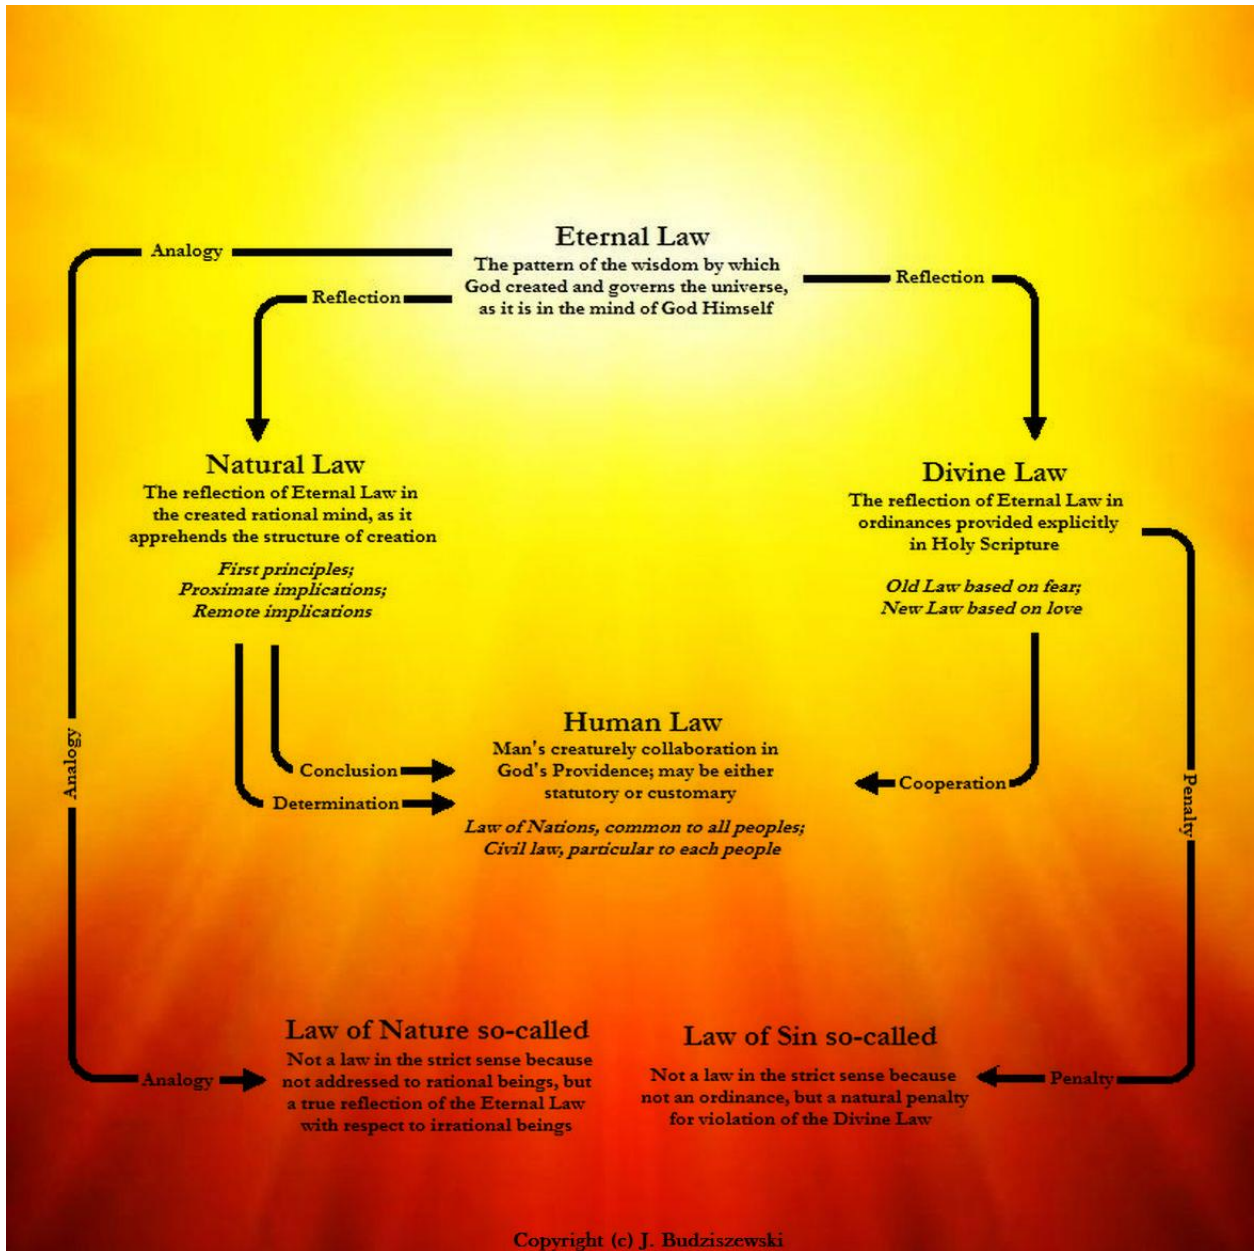 Eternal Law
The pattern of the wisdom by which
God created and governs the universe,
as it is in the mind of God Himself
Analogy
Reflection
Reflection
Natural Law
The reflection of Eternal Law in
the created rational mind, as it
apprehends the structure of creation
First principles;
Proximate implications;
Remote implications
Divine Law
The reflection of Eternal Law in
ordinances provided explicitly
in Holy Scripture
Old Law based on fear;
New Law based on love
Analogy
Conclusion
Determination
Human Law
Man's creaturely collaboration in
God's Providence; may be either
statutory or customary
Law of Nations, common to all peoples;
Civil law, particular to each people
Cooperation
Penalty
Analogy
Law of Nature so-called
Not a law in the strict sense because
not addressed to rational beings, but
a true reflection of the Eternal Law
with respect to irrational beings
Law of Sin so-called
Not a law in the strict sense because
not an ordinance, but a natural penalty
for violation of the Divine Law
Penalty
Copyright (c) J. Budziszewski